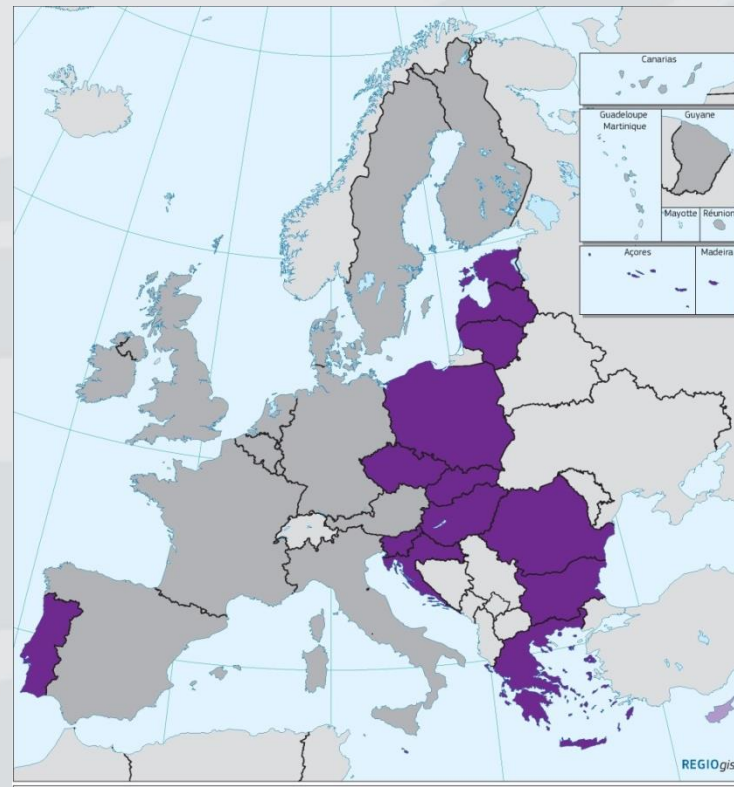 Canarias
Guadeloupe
Martinique
Guyane
Mayotte
Réunion
Açores
Madeira
REGIOgis